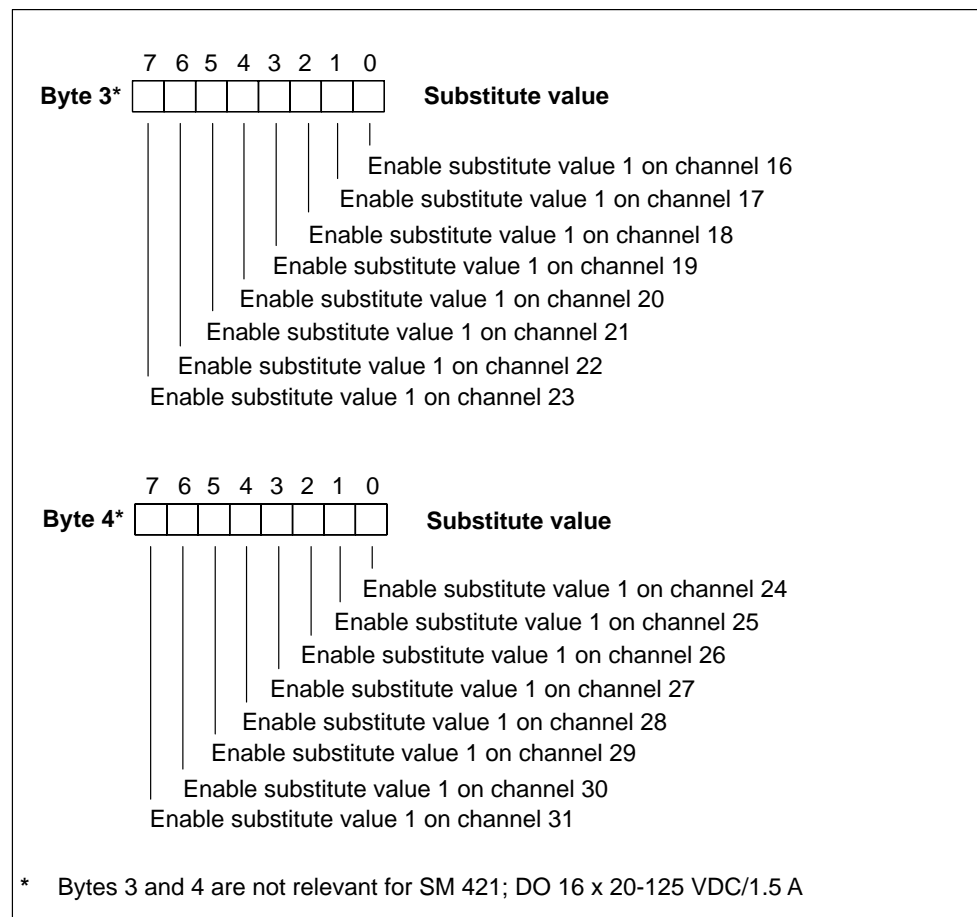 7 6 5 4 3 2 1 0
Byte 3* Substitute value
Enable substitute value 1 on channel 16
Enable substitute value 1 on channel 17
Enable substitute value 1 on channel 18
Enable substitute value 1 on channel 19
Enable substitute value 1 on channel 20
Enable substitute value 1 on channel 21
Enable substitute value 1 on channel 22
Enable substitute value 1 on channel 23
7 6 5 4 3 2 1 0
Byte 4* Substitute value
Enable substitute value 1 on channel 24
Enable substitute value 1 on channel 25
Enable substitute value 1 on channel 26
Enable substitute value 1 on channel 27
Enable substitute value 1 on channel 28
Enable substitute value 1 on channel 29
Enable substitute value 1 on channel 30
Enable substitute value 1 on channel 31
* Bytes 3 and 4 are not relevant for SM 421; DO 16 x 20-125 VDC/1.5 A